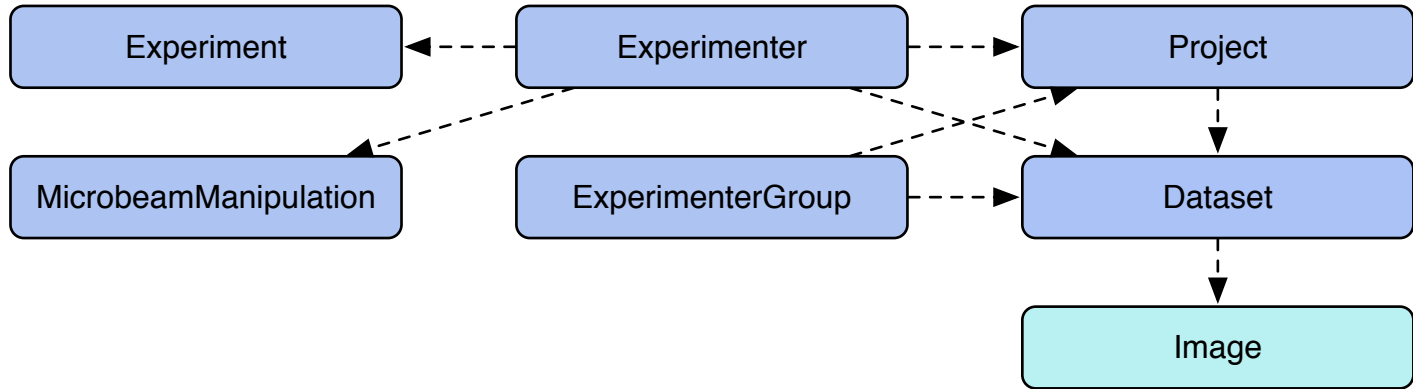 Experiment
Experimenter
Project
MicrobeamManipulation
ExperimenterGroup
Dataset
Image